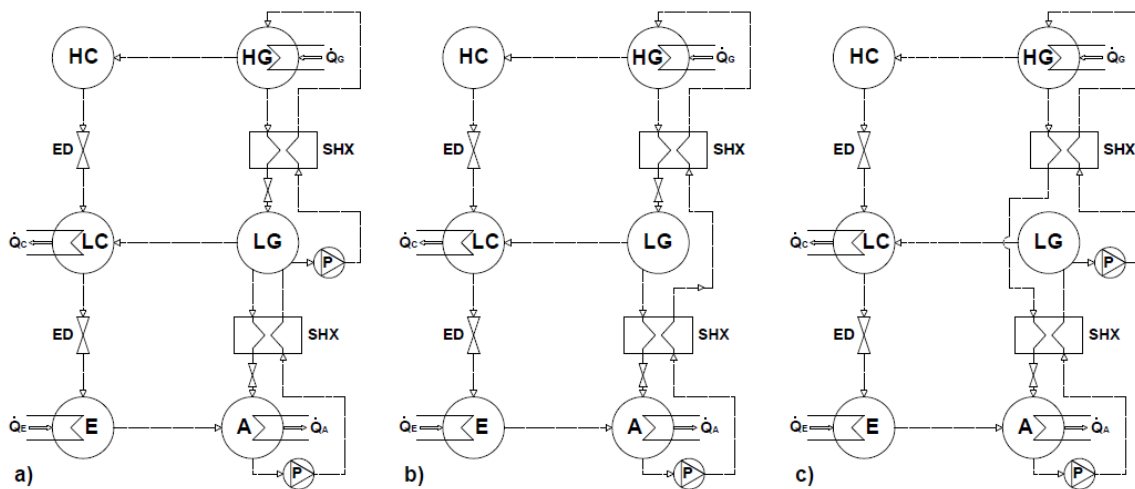 HC HG Q̇G
ED SHX
Q̇C LC LG P
ED SHX
Q̇E E A Q̇A
a) P
HC HG Q̇G
ED SHX
Q̇C LC LG
ED SHX
Q̇E E A Q̇A
b) P
HC HG Q̇G
ED SHX
Q̇C LC LG P
ED SHX
Q̇E E A Q̇A
c) P